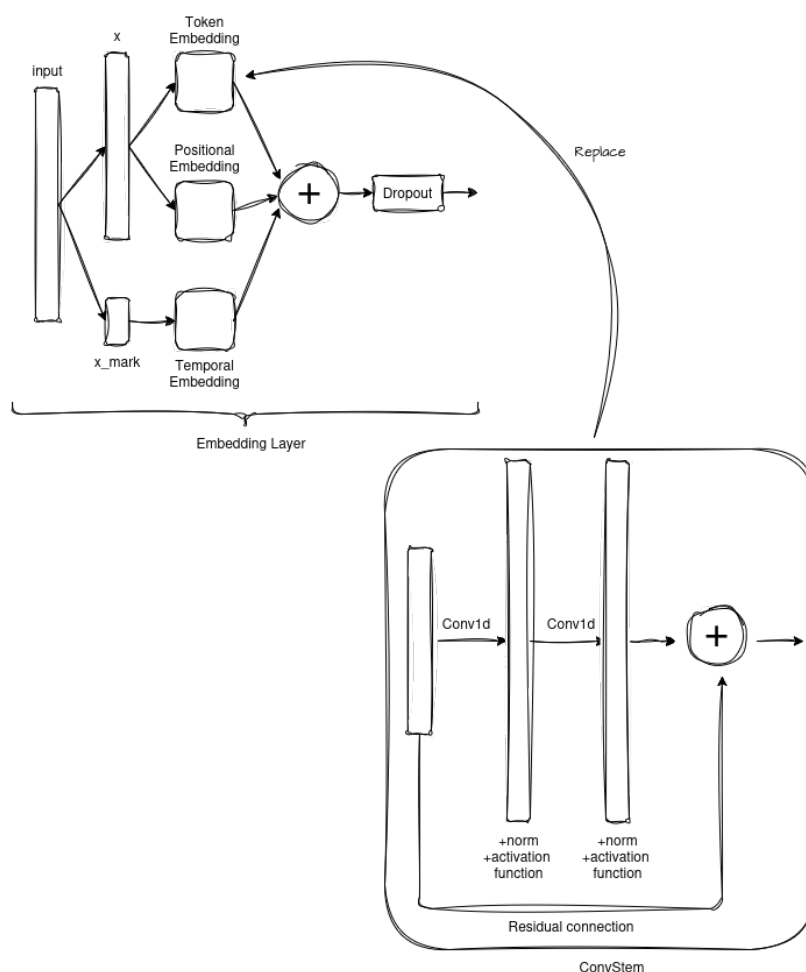 Token
Embedding
x
input
Positional
Embedding
Replace
+
Dropout
x_mark
Temporal
Embedding
Embedding Layer
Conv1d
Conv1d
+
+norm
+activation
function
+norm
+activation
function
Residual connection
ConvStem